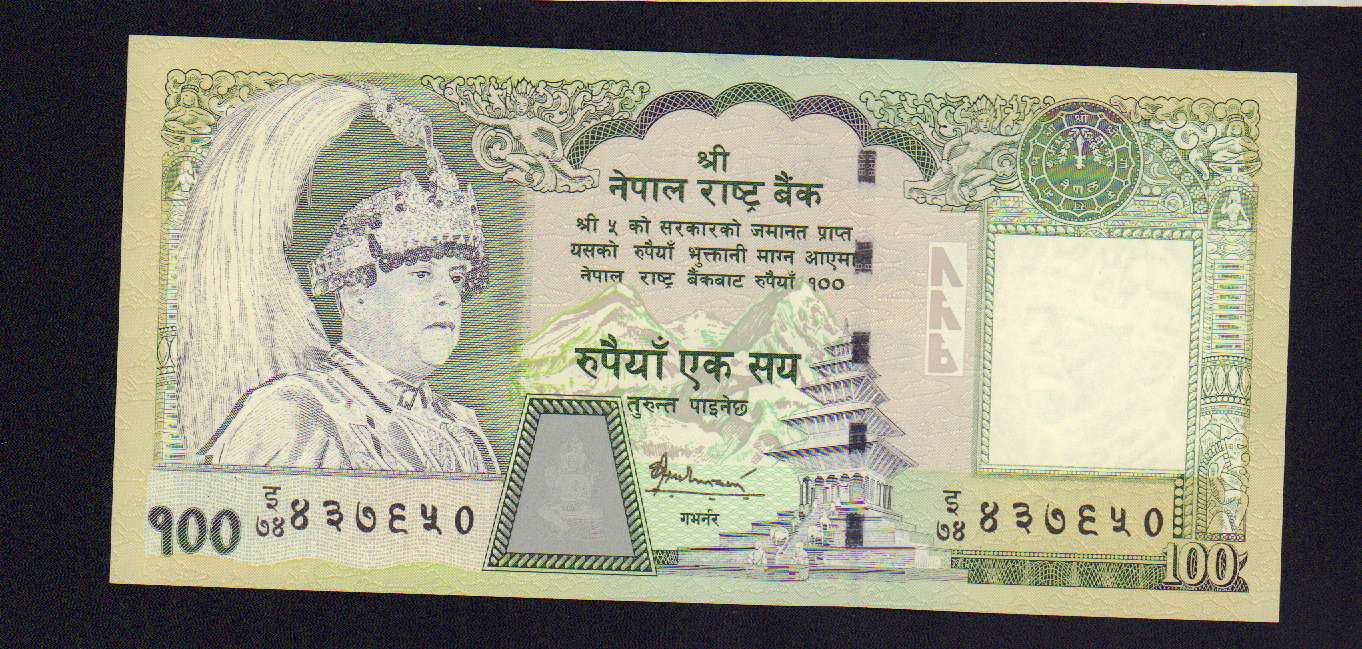 श्री
नेपाल राष्ट्र बैंक
श्री ५ को सरकारको जमानत प्राप्त
यसको रुपैयाँ भुक्तानी माग्न आएमा
नेपाल राष्ट्र बैंकबाट रुपैयाँ १००
रुपैयाँ एक सय
तुरुन्त पाइनेछ
गभर्नर
१००
इ
७४ ४३७६५०
इ
७४ ४३७६५०
100